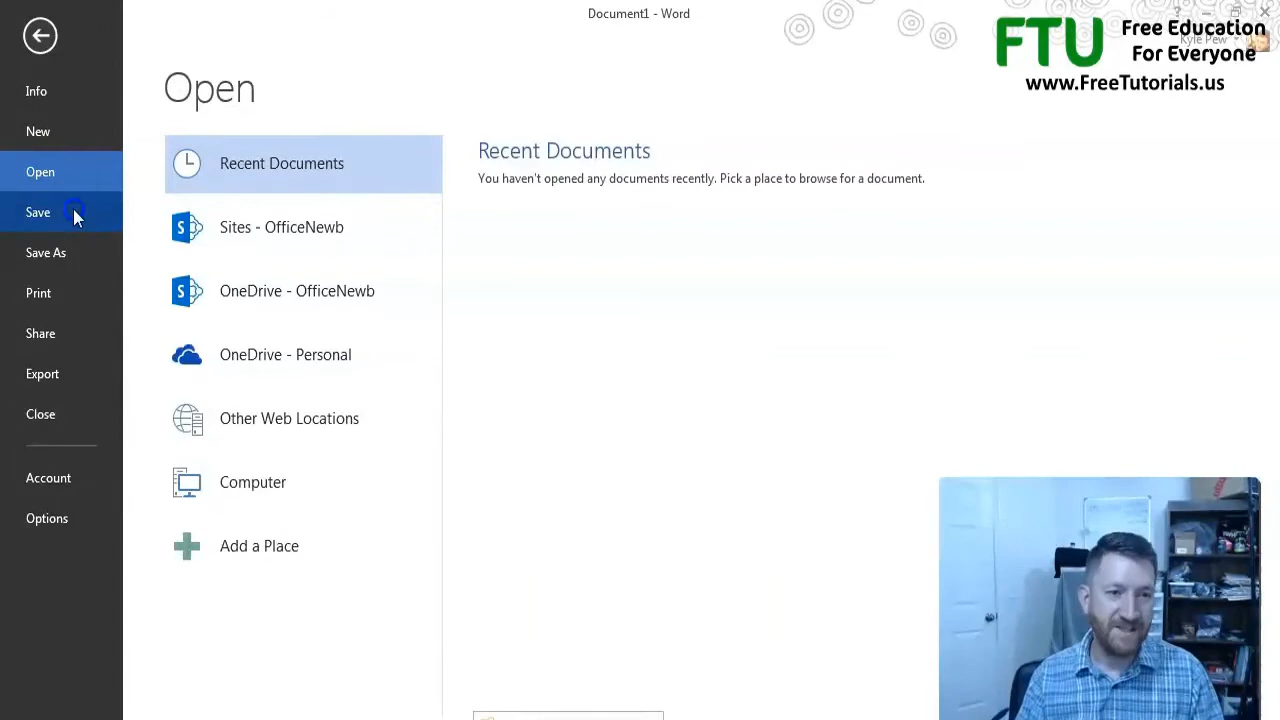 Document1 - Word
?
FTU
Free Education
For Everyone
Kyle Pew
www.FreeTutorials.us
Info
New
Open
Save
Save As
Print
Share
Export
Close
Account
Options
Open
Recent Documents
Sites - OfficeNewb
OneDrive - OfficeNewb
OneDrive - Personal
Other Web Locations
Computer
Add a Place
Recent Documents
You haven't opened any documents recently. Pick a place to browse for a document.